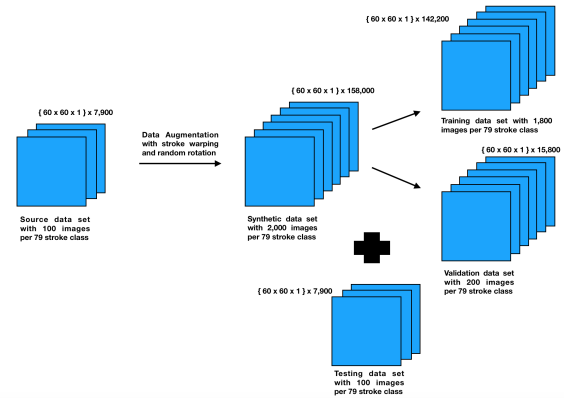 { 60 x 60 x 1 } x 142,200
{ 60 x 60 x 1 } x 158,000
{ 60 x 60 x 1 } x 7,900
Data Augmentation
with stroke warping
and random rotation
Training data set with 1,800
images per 79 stroke class
{ 60 x 60 x 1 } x 15,800
Source data set
with 100 images
per 79 stroke class
Synthetic data set
with 2,000 images
per 79 stroke class
Validation data set
with 200 images
per 79 stroke class
{ 60 x 60 x 1 } x 7,900
Testing data set
with 100 images
per 79 stroke class